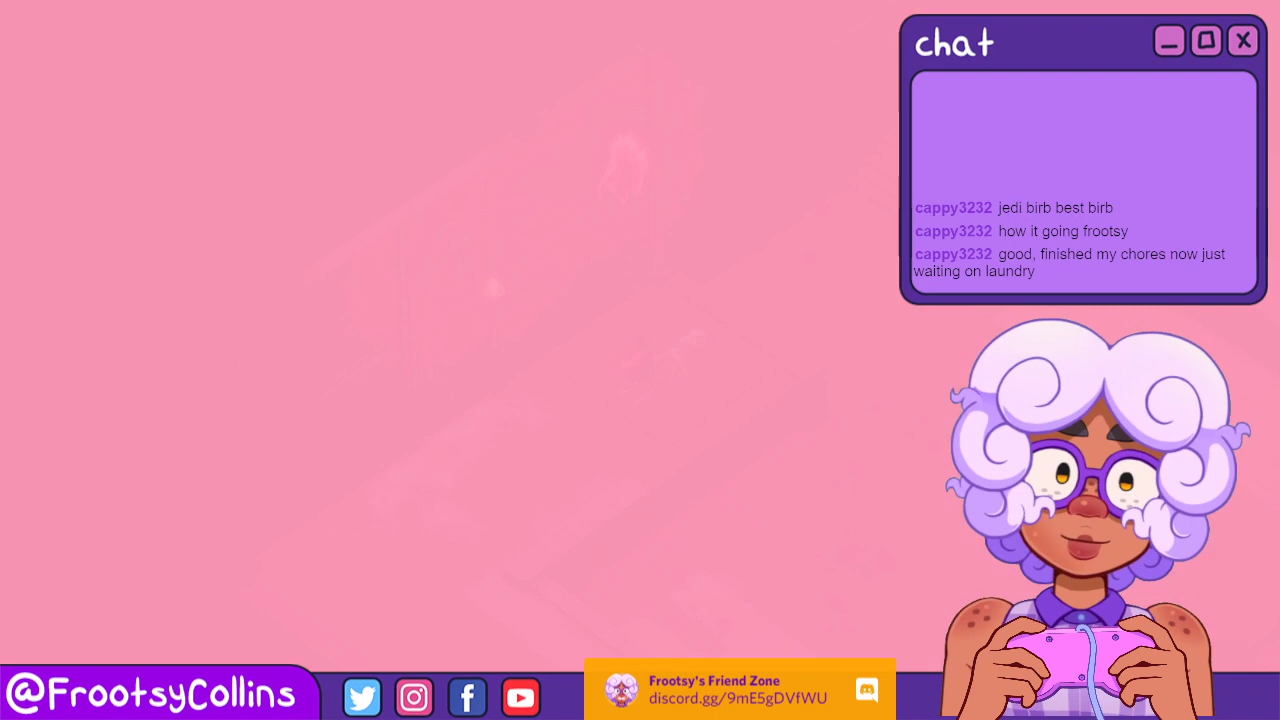 chat
cappy3232 jedi birb best birb
cappy3232 how it going frootsy
cappy3232 good, finished my chores now just
waiting on laundry
@FrootsyCollins
Frootsy's Friend Zone
discord.gg/9mE5gDVfWU